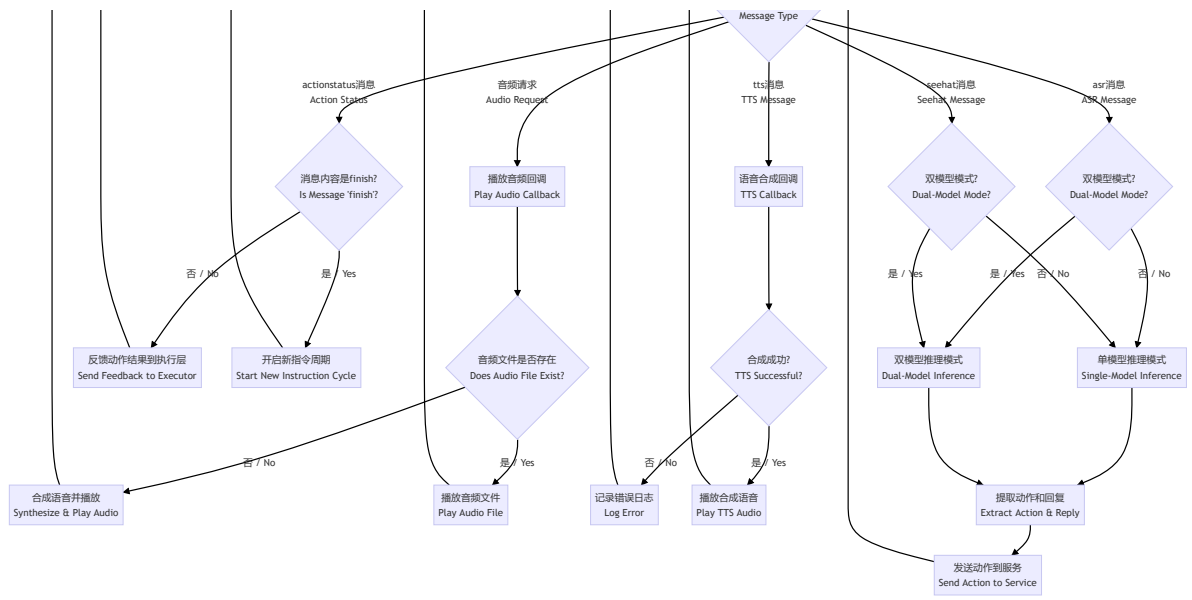 Message Type
actionstatus消息
Action Status
音频请求
Audio Request
tts消息
TTS Message
seehat消息
Seehat Message
asr消息
ASR Message
消息内容是finish?
Is Message 'finish'?
播放音频回调
Play Audio Callback
语音合成回调
TTS Callback
双模型模式?
Dual-Model Mode?
双模型模式?
Dual-Model Mode?
否 / No
是 / Yes
是 / Yes
是 / Yes
否 / No
否 / No
反馈动作结果到执行层
Send Feedback to Executor
开启新指令周期
Start New Instruction Cycle
音频文件是否存在
Does Audio File Exist?
合成成功?
TTS Successful?
双模型推理模式
Dual-Model Inference
单模型推理模式
Single-Model Inference
否 / No
是 / Yes
否 / No
是 / Yes
合成语音并播放
Synthesize & Play Audio
播放音频文件
Play Audio File
记录错误日志
Log Error
播放合成语音
Play TTS Audio
提取动作和回复
Extract Action & Reply
发送动作到服务
Send Action to Service